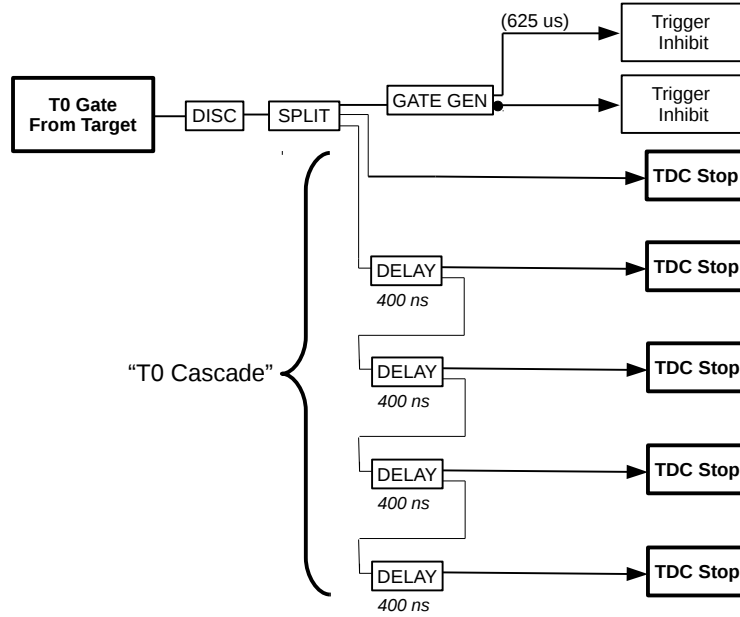 (625 us)
Trigger
Inhibit
T0 Gate
From Target
DISC
SPLIT
GATE GEN
Trigger
Inhibit
TDC Stop
DELAY
400 ns
TDC Stop
“T0 Cascade”
DELAY
400 ns
TDC Stop
DELAY
400 ns
TDC Stop
DELAY
400 ns
TDC Stop